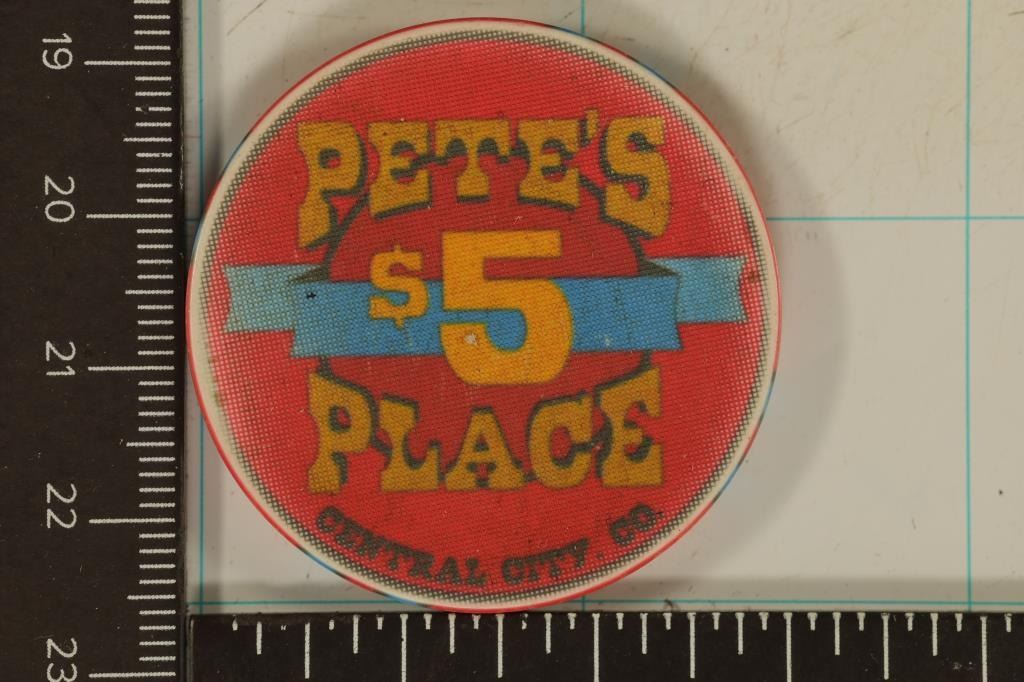 PETE'S
$5
PLACE
CENTRAL CITY. CO.
19
20
21
22
23